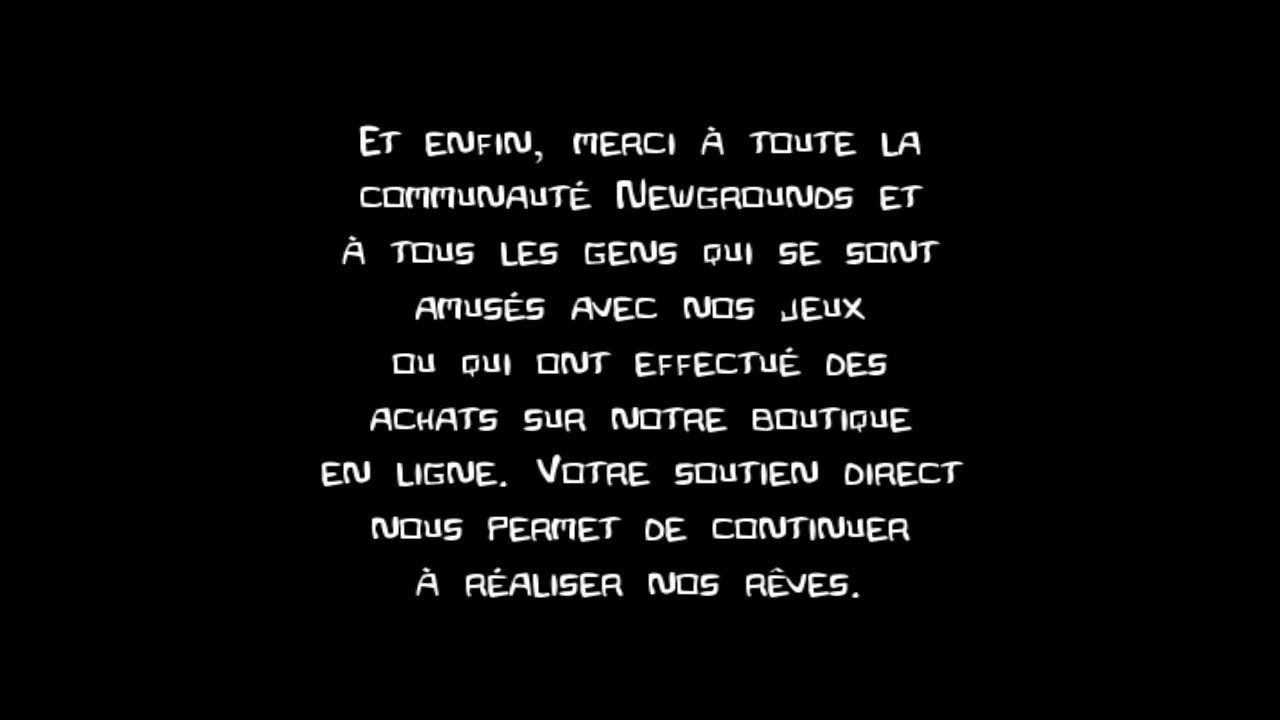 Et enfin, merci à toute la
communauté Newgrounds et
à tous les gens qui se sont
amusés avec nos jeux
ou qui ont effectué des
achats sur notre boutique
en ligne. Votre soutien direct
nous permet de continuer
à réaliser nos rêves.